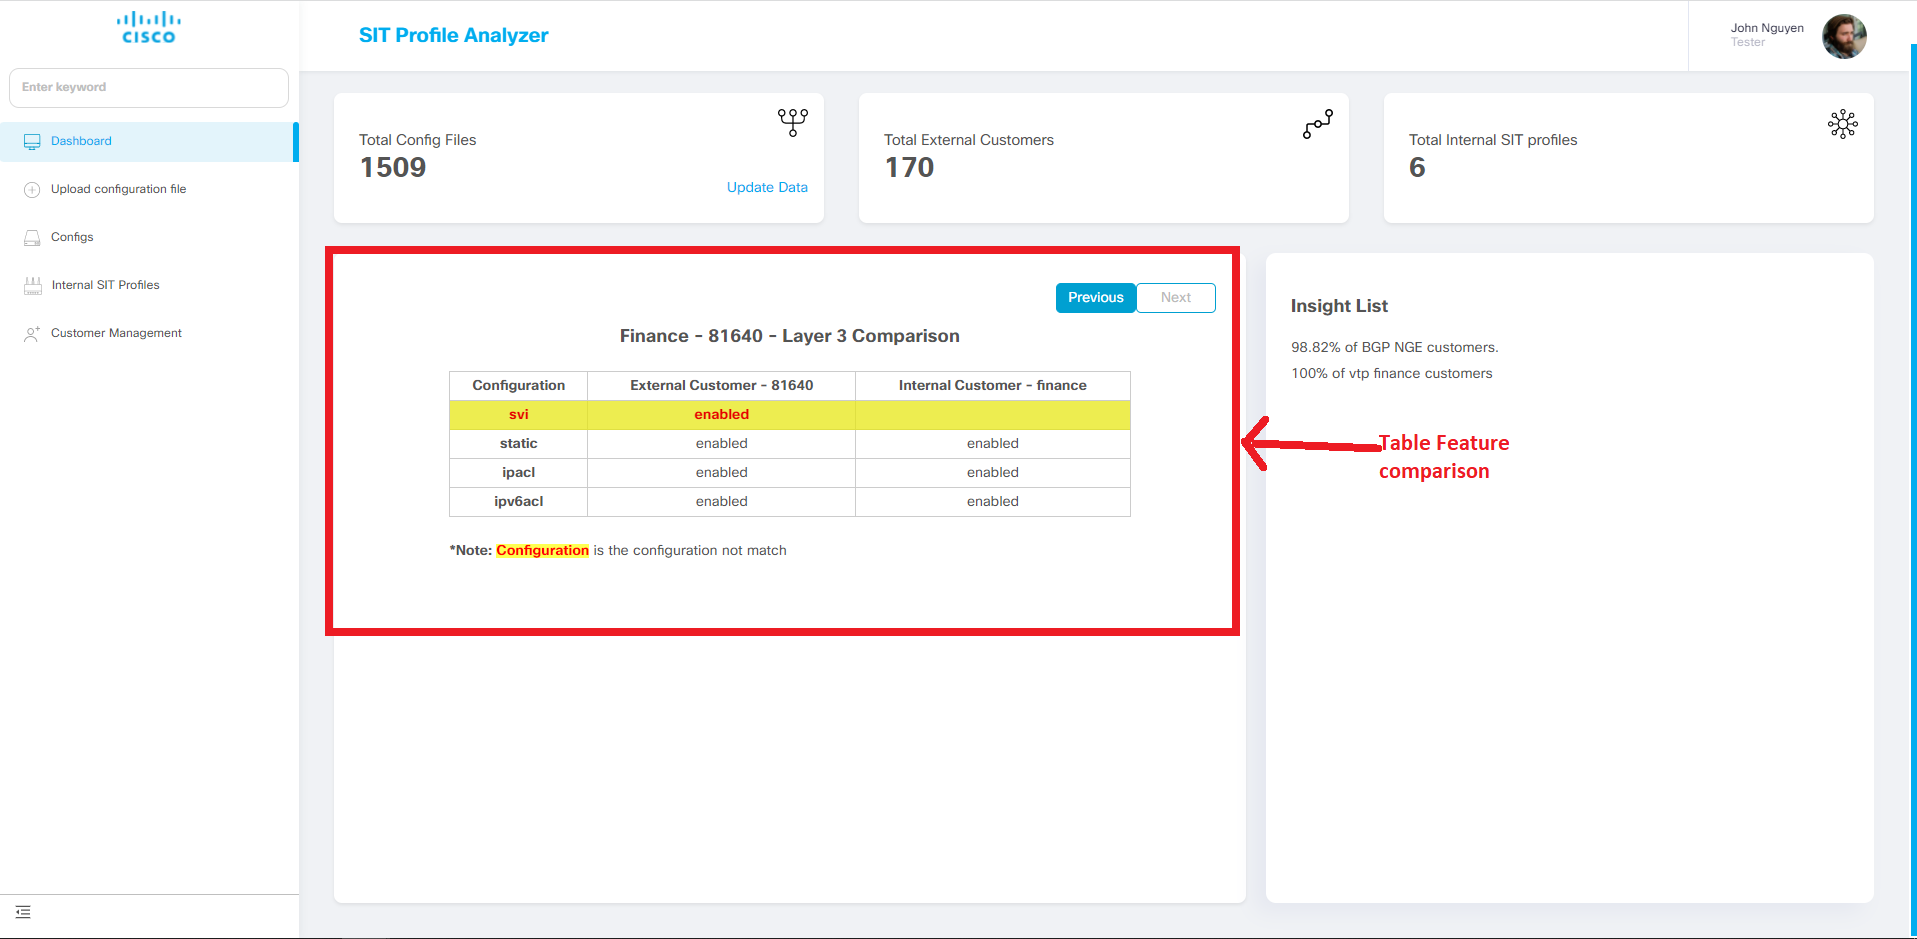 CISCO
SIT Profile Analyzer
John Nguyen
Tester
Enter keyword
Dashboard
Upload configuration file
Configs
Internal SIT Profiles
Customer Management
Total Config Files
1509
Update Data
Total External Customers
170
Total Internal SIT profiles
6
Previous Next
Finance - 81640 - Layer 3 Comparison
Configuration External Customer - 81640 Internal Customer - finance
svi enabled
static enabled enabled
ipacl enabled enabled
ipv6acl enabled enabled
*Note: Configuration is the configuration not match
Insight List
98.82% of BGP NGE customers.
100% of vtp finance customers
Table Feature
comparison